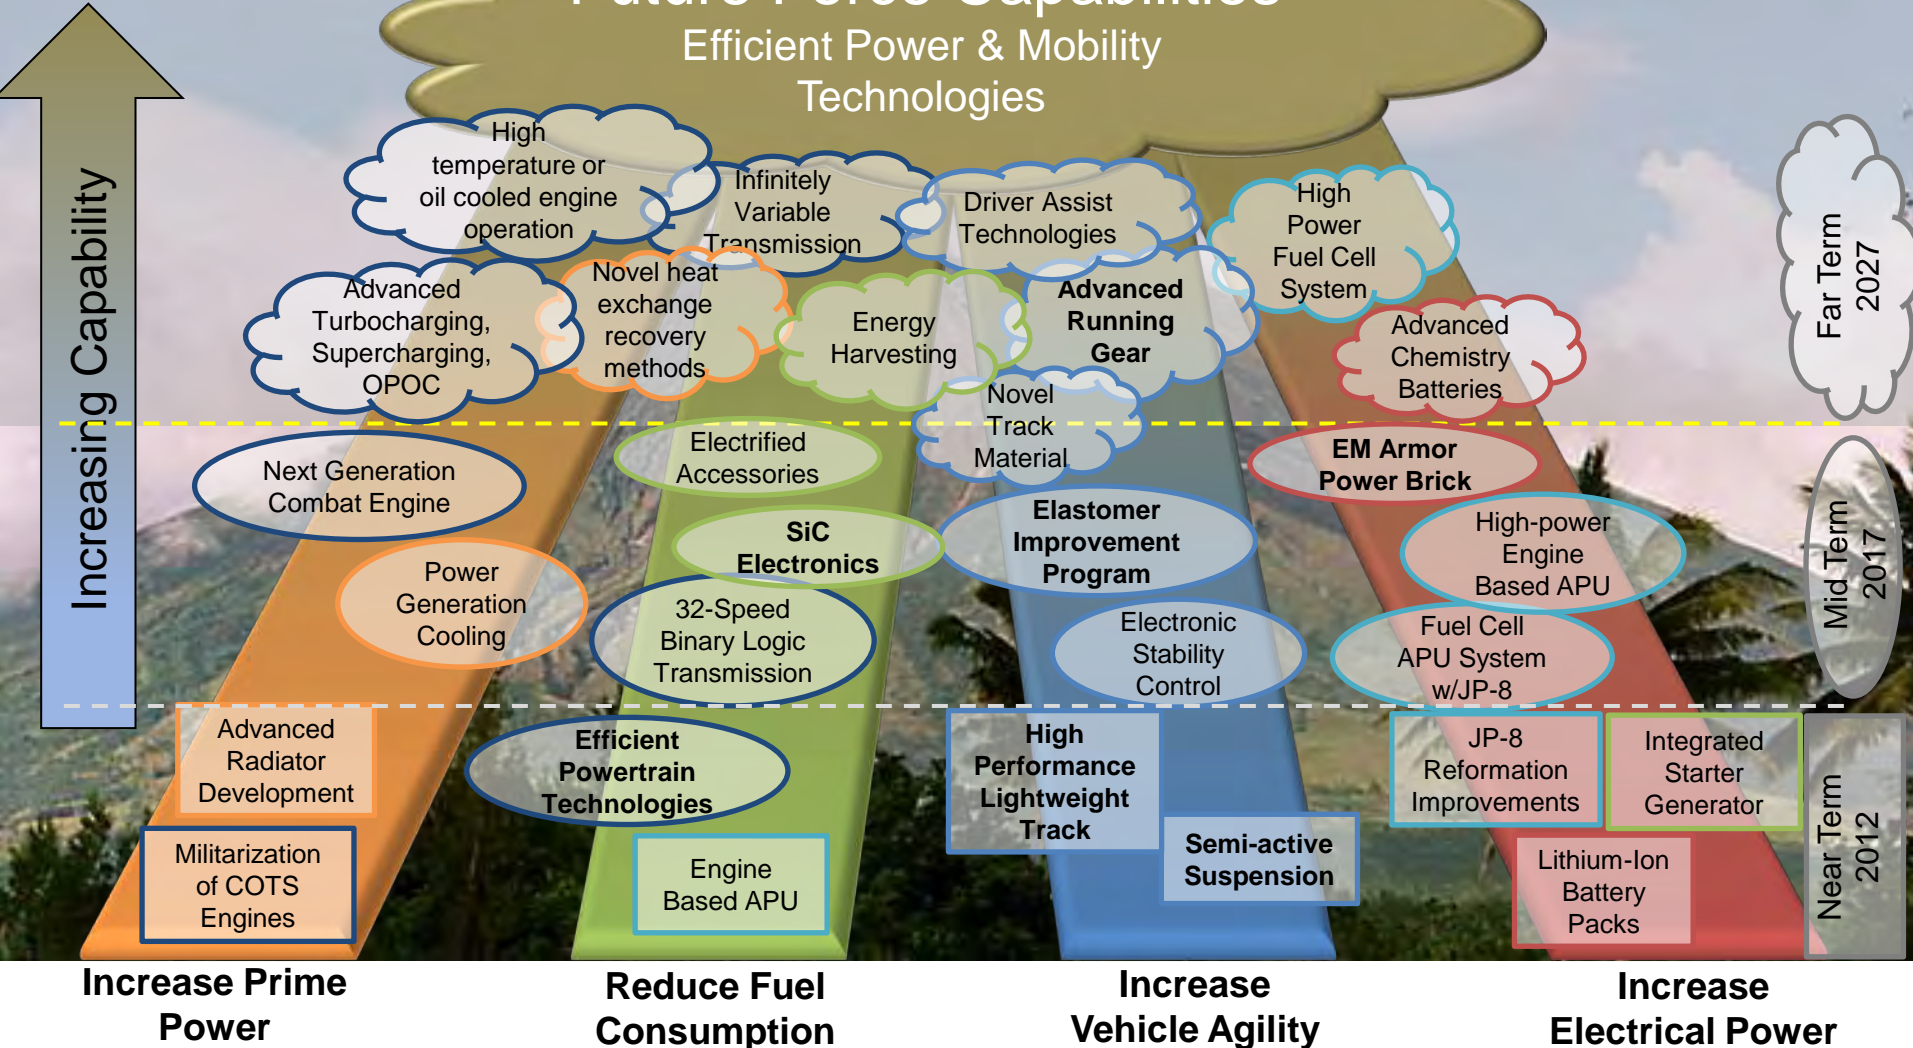 Future Force Capabilities
Efficient Power & Mobility
Technologies
Increasing Capability
High
temperature or
oil cooled engine
operation
Infinitely
Variable
Transmission
Driver Assist
Technologies
High
Power
Fuel Cell
System
Far Term
2027
Advanced
Turbocharging,
Supercharging,
OPOC
Novel heat
exchange
recovery
methods
Energy
Harvesting
Advanced
Running
Gear
Advanced
Chemistry
Batteries
Novel
Track
Material
Next Generation
Combat Engine
Electrified
Accessories
EM Armor
Power Brick
SiC
Electronics
Elastomer
Improvement
Program
High-power
Engine
Based APU
Mid Term
2017
Power
Generation
Cooling
32-Speed
Binary Logic
Transmission
Electronic
Stability
Control
Fuel Cell
APU System
w/JP-8
Advanced
Radiator
Development
Efficient
Powertrain
Technologies
High
Performance
Lightweight
Track
JP-8
Reformation
Improvements
Integrated
Starter
Generator
Near Term
2012
Militarization
of COTS
Engines
Engine
Based APU
Semi-active
Suspension
Lithium-Ion
Battery
Packs
Increase Prime
Power
Reduce Fuel
Consumption
Increase
Vehicle Agility
Increase
Electrical Power